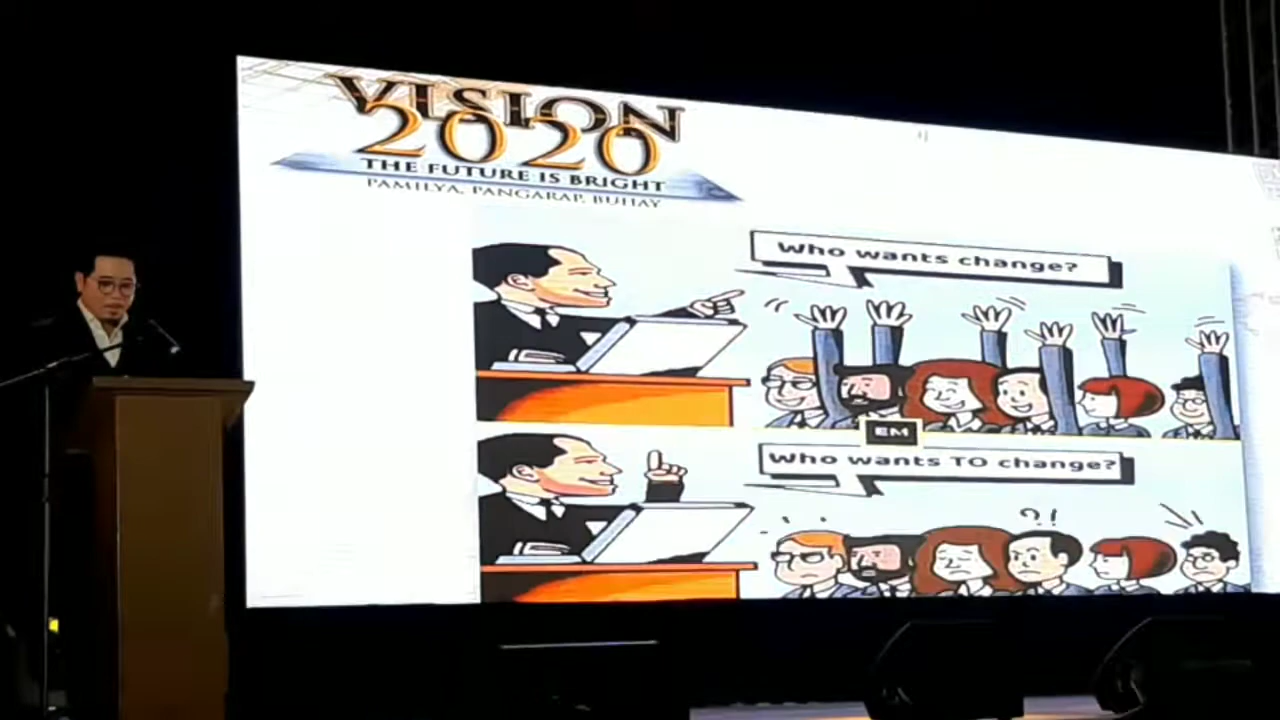 VISION
2020
THE FUTURE IS BRIGHT
PAMILYA, PANGARAP, BUHAY
Who wants change?
EM
Who wants TO change?
?!